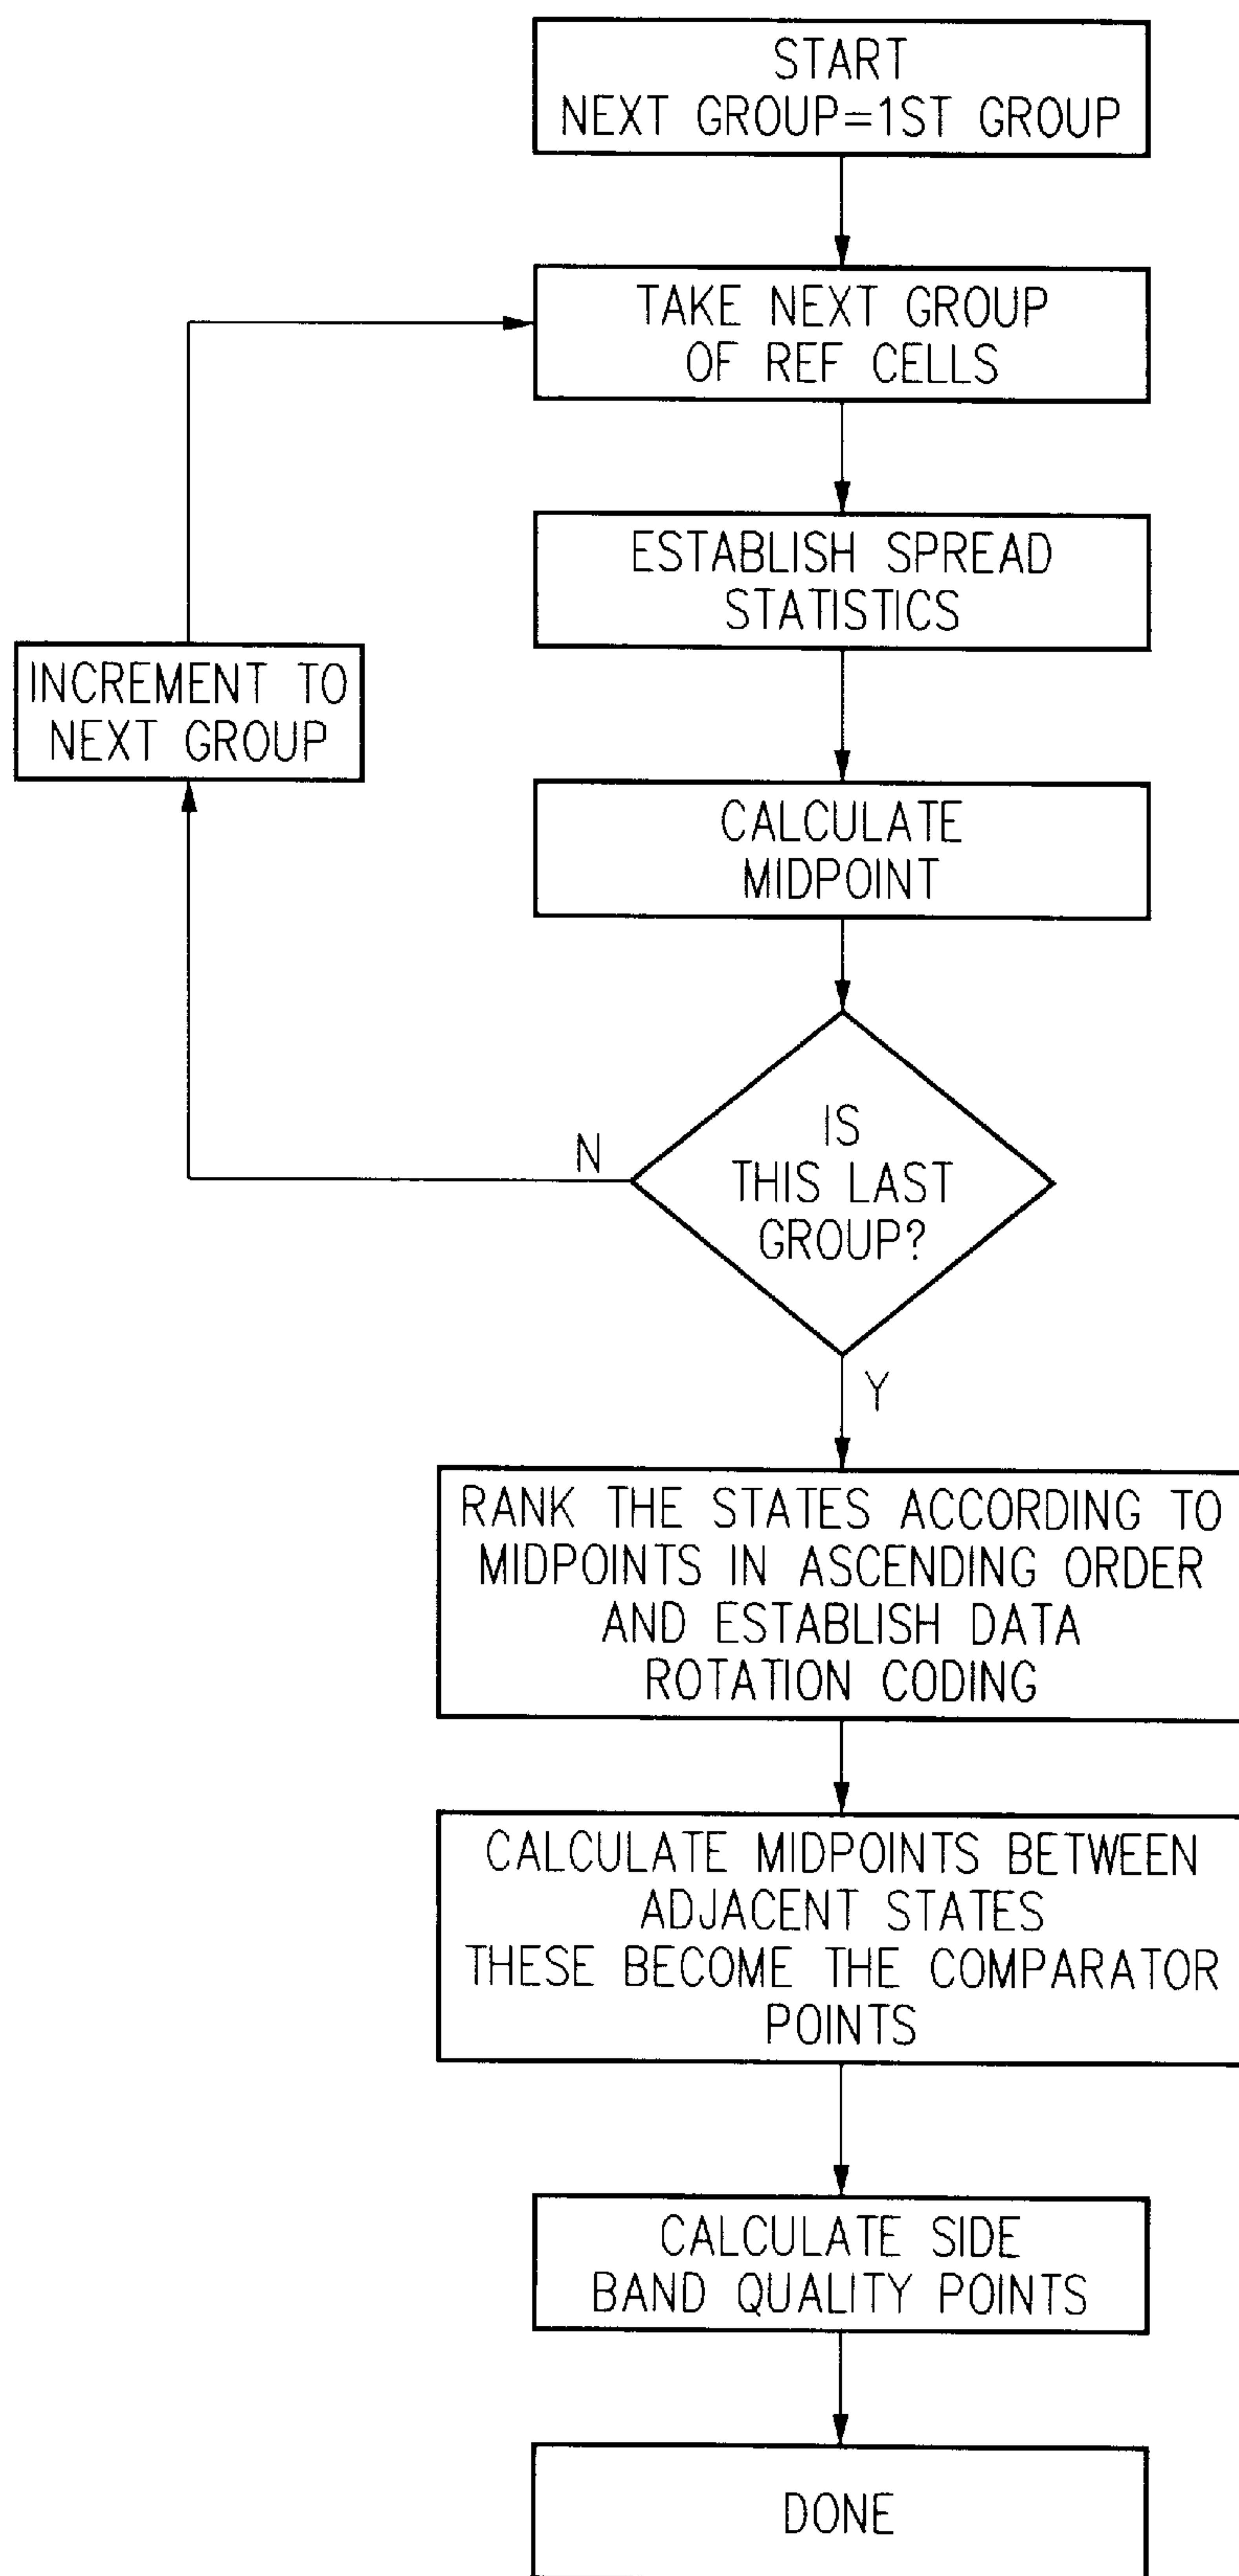 START
NEXT GROUP=1ST GROUP
TAKE NEXT GROUP
OF REF CELLS
ESTABLISH SPREAD
STATISTICS
INCREMENT TO
NEXT GROUP
CALCULATE
MIDPOINT
IS
THIS LAST
GROUP?
N
Y
RANK THE STATES ACCORDING TO
MIDPOINTS IN ASCENDING ORDER
AND ESTABLISH DATA
ROTATION CODING
CALCULATE MIDPOINTS BETWEEN
ADJACENT STATES
THESE BECOME THE COMPARATOR
POINTS
CALCULATE SIDE
BAND QUALITY POINTS
DONE